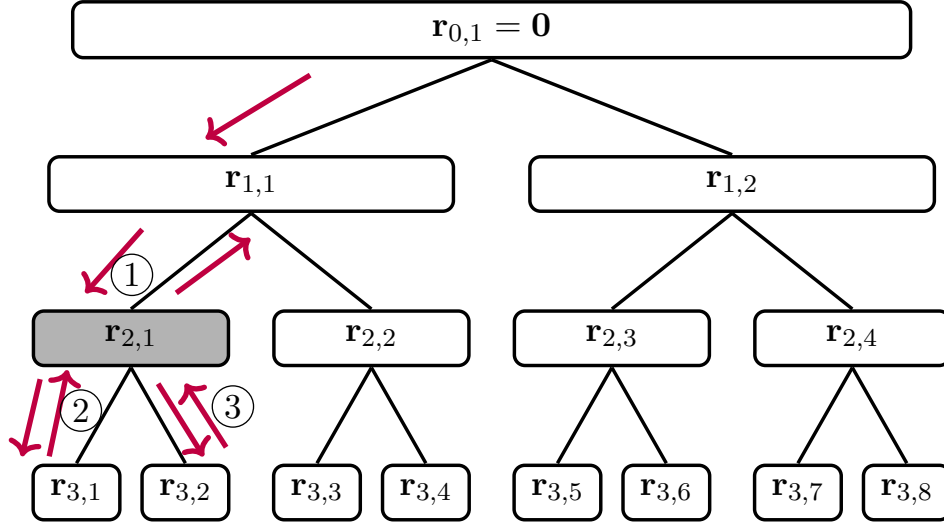 r0,1 = 0
r1,1 r1,2
1
r2,1 r2,2 r2,3 r2,4
2 3
r3,1 r3,2 r3,3 r3,4 r3,5 r3,6 r3,7 r3,8